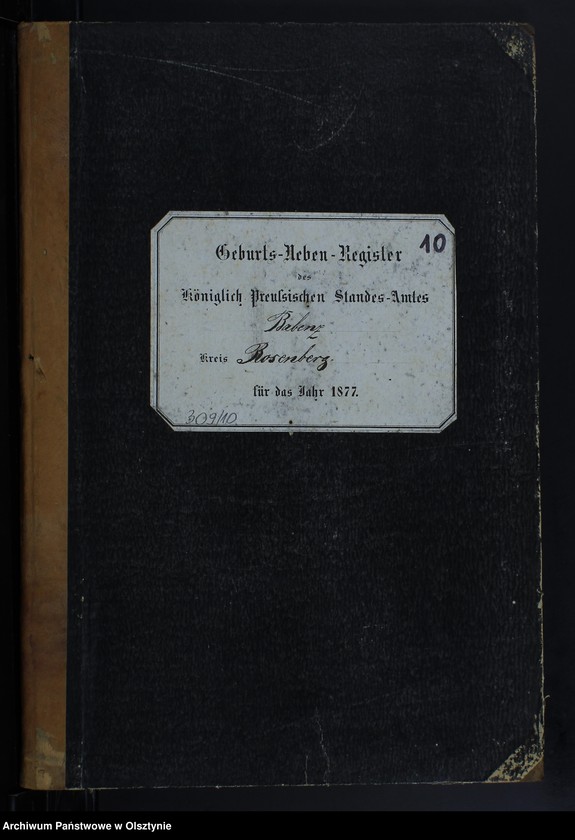 10
Geburts-Neben-Register
des
Königlich Preußischen Standes-Amtes
Babenz
Kreis Rosenberg.
für das Jahr 1877.
309/10
Archiwum Państwowe w Olsztynie